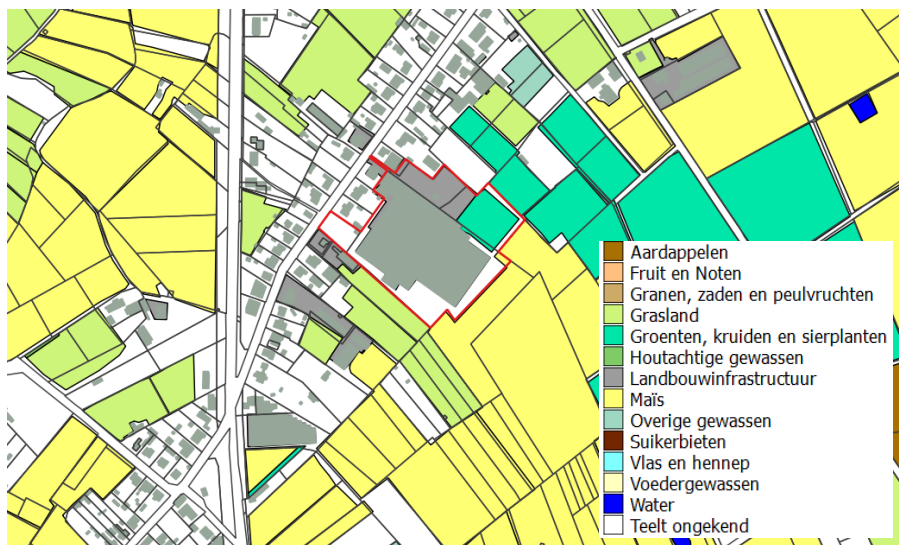 Aardappelen
Fruit en Noten
Granen, zaden en peulvruchten
Grasland
Groenten, kruiden en sierplanten
Houtachtige gewassen
Landbouwinfrastructuur
Maïs
Overige gewassen
Suikerbieten
Vlas en hennep
Voedergewassen
Water
Teelt ongekend